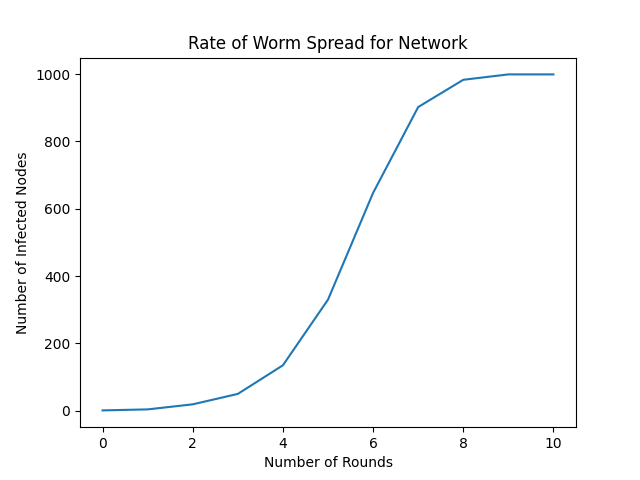 Rate of Worm Spread for Network
1000
800
600
400
200
0
Number of Infected Nodes
0 2 4 6 8 10
Number of Rounds